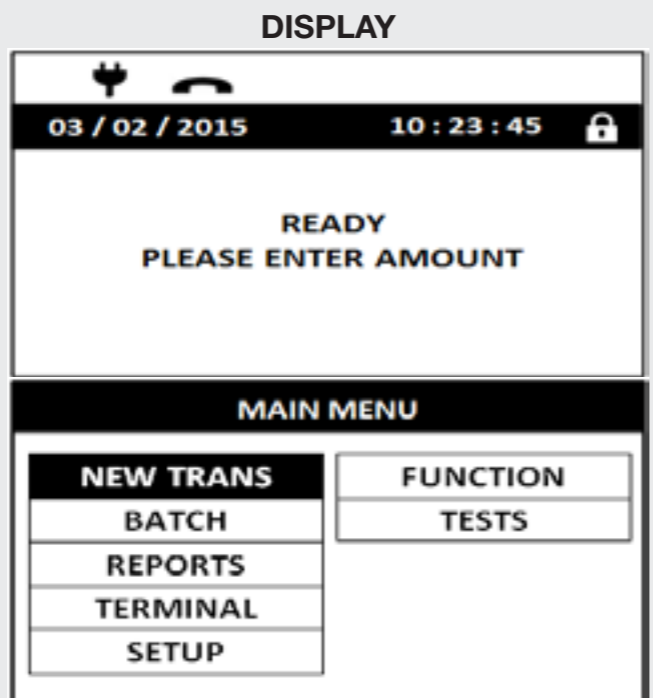 DISPLAY
03 / 02 / 2015 10 : 23 : 45
READY
PLEASE ENTER AMOUNT
MAIN MENU
NEW TRANS
BATCH
REPORTS
TERMINAL
SETUP
FUNCTION
TESTS